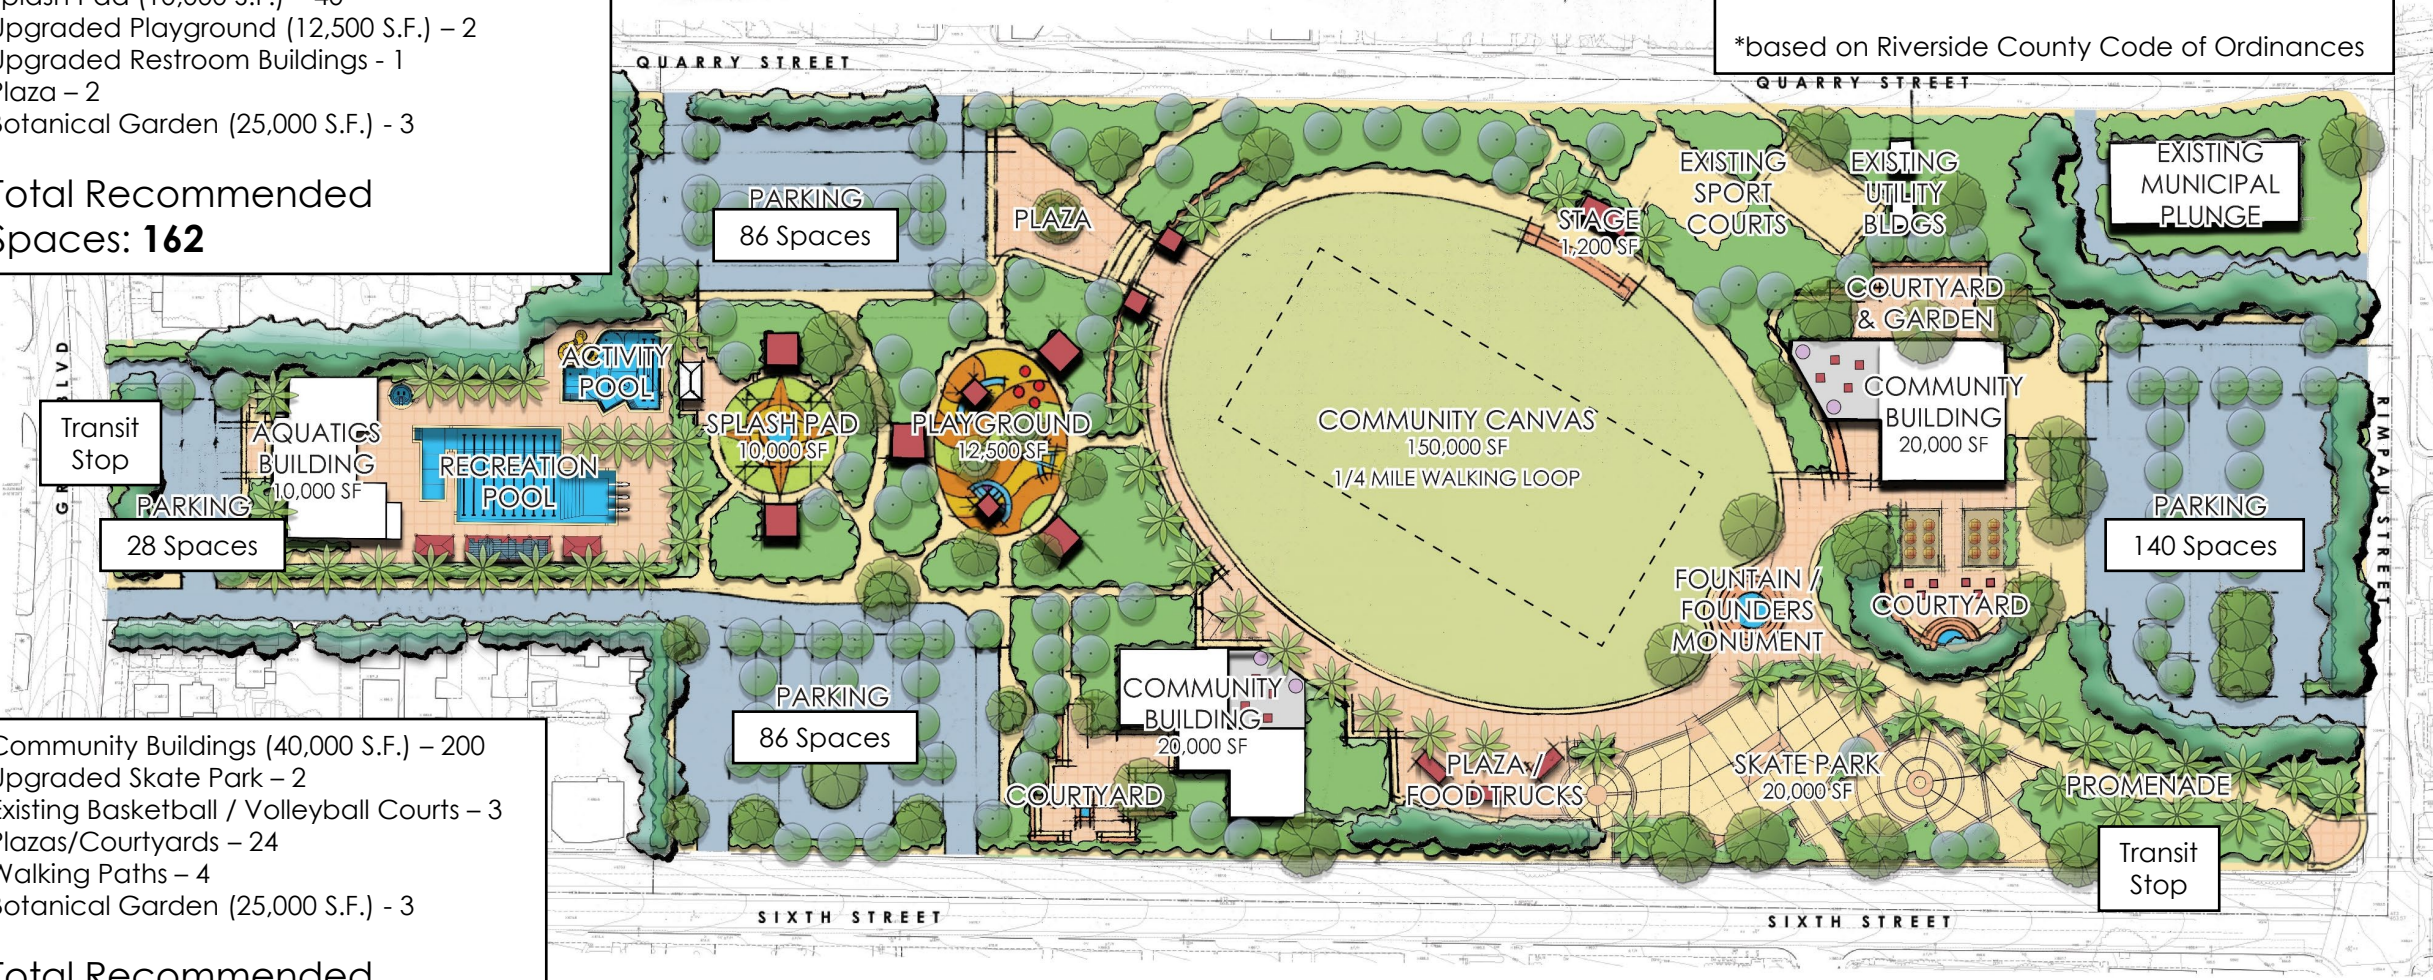 Upgraded Playground (12,500 S.F.) – 2
Upgraded Restroom Buildings - 1
Plaza – 2
Botanical Garden (25,000 S.F.) - 3
Total Recommended
Spaces: 162
*based on Riverside County Code of Ordinances
QUARRY STREET
QUARRY STREET
PARKING
86 Spaces
PLAZA
STAGE
1,200 SF
EXISTING
SPORT
COURTS
EXISTING
UTILITY
BLDGS
EXISTING
MUNICIPAL
PLUNGE
COURTYARD
& GARDEN
ACTIVITY
POOL
Transit
Stop
BLVD
PARKING
28 Spaces
AQUATICS
BUILDING
10,000 SF
RECREATION
POOL
SPLASH PAD
10,000 SF
PLAYGROUND
12,500 SF
COMMUNITY CANVAS
150,000 SF
1/4 MILE WALKING LOOP
COMMUNITY
BUILDING
20,000 SF
PARKING
140 Spaces
RIMPAU STREET
FOUNTAIN /
FOUNDERS
MONUMENT
COURTYARD
PARKING
86 Spaces
COMMUNITY
BUILDING
20,000 SF
COURTYARD
PLAZA /
FOOD TRUCKS
SKATE PARK
20,000 SF
PROMENADE
Transit
Stop
Community Buildings (40,000 S.F.) – 200
Upgraded Skate Park – 2
Existing Basketball / Volleyball Courts – 3
Plazas/Courtyards – 24
Walking Paths – 4
Botanical Garden (25,000 S.F.) - 3
Total Recommended
SIXTH STREET
SIXTH STREET